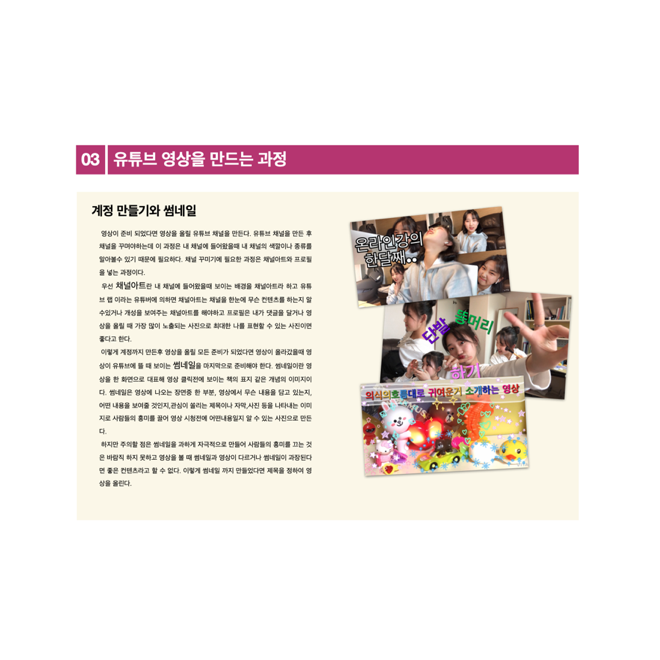 03 유튜브 영상을 만드는 과정
계정 만들기와 썸네일
영상이 준비 되었다면 영상을 올릴 유튜브 채널을 만든다. 유튜브 채널을 만든 후
채널을 꾸며야하는데 이 과정은 내 채널에 들어왔을때 내 채널의 색깔이나 종류를
알아볼수 있기 때문에 필요하다. 채널 꾸미기에 필요한 과정은 채널아트와 프로필
을 넣는 과정이다.
우선 채널아트란 내 채널에 들어왔을때 보이는 배경을 채널아트라 하고 유튜
브 랩 이라는 유튜버에 의하면 채널아트는 채널을 한눈에 무슨 컨텐츠를 하는지 알
수있거나 개성을 보여주는 채널아트를 해야하고 프로필은 내가 댓글을 달거나 영
상을 올릴 때 가장 많이 노출되는 사진으로 최대한 나를 표현할 수 있는 사진이면
좋다고 한다.
이렇게 계정까지 만든후 영상을 올릴 모든 준비가 되었다면 영상이 올라갔을때 영
상이 유튜브에 뜰 때 보이는 썸네일을 마지막으로 준비해야 한다. 썸네일이란 영
상을 한 화면으로 대표해 영상 클릭전에 보이는 책의 표지 같은 개념의 이미지이
다. 썸네일은 영상에 나오는 장면중 한 부분, 영상에서 무슨 내용을 담고 있는지,
어떤 내용을 보여줄 것인지,관심이 쏠리는 제목이나 자막,사진 등을 나타내는 이미
지로 사람들의 흥미를 끌어 영상 시청전에 어떤내용일지 알 수 있는 사진으로 만든
다.
하지만 주의할 점은 썸네일을 과하게 자극적으로 만들어 사람들의 흥미를 끄는 것
은 바람직 하지 못하고 영상을 볼 때 썸네일과 영상이 다르거나 썸네일이 과장된다
면 좋은 컨텐츠라고 할 수 없다. 이렇게 썸네일 까지 만들었다면 제목을 정하여 영
상을 올린다.
온라인강의
한달째..
단발
똥머리
하기
의식의흐름대로 귀여운거 소개하는 영상